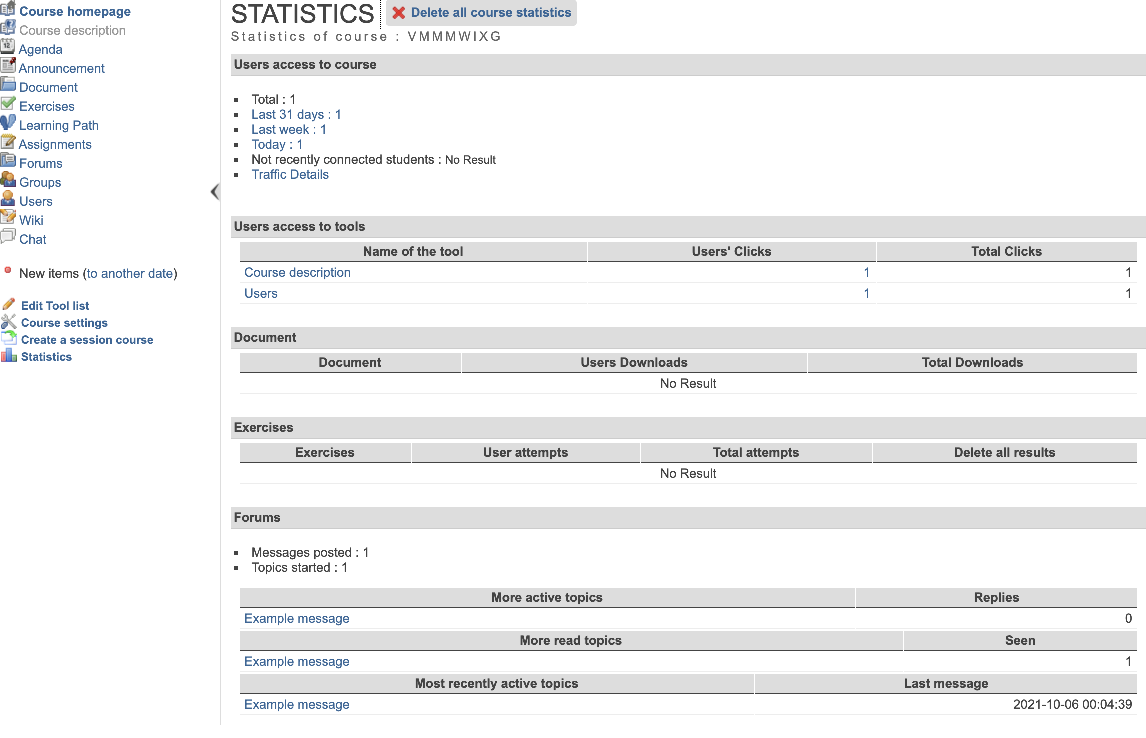 Course homepage
Course description
Agenda
Announcement
Document
Exercises
Learning Path
Assignments
Forums
Groups
Users
Wiki
Chat
New items (to another date)
Edit Tool list
Course settings
Create a session course
Statistics
STATISTICS Delete all course statistics
Statistics of course : VMMMWIXG
Users access to course
Total : 1
Last 31 days : 1
Last week : 1
Today : 1
Not recently connected students : No Result
Traffic Details
Users access to tools
Name of the tool Users' Clicks Total Clicks
Course description 1 1
Users 1 1
Document
Document Users Downloads Total Downloads
No Result
Exercises
Exercises User attempts Total attempts Delete all results
No Result
Forums
Messages posted : 1
Topics started : 1
More active topics Replies
Example message 0
More read topics Seen
Example message 1
Most recently active topics Last message
Example message 2021-10-06 00:04:39